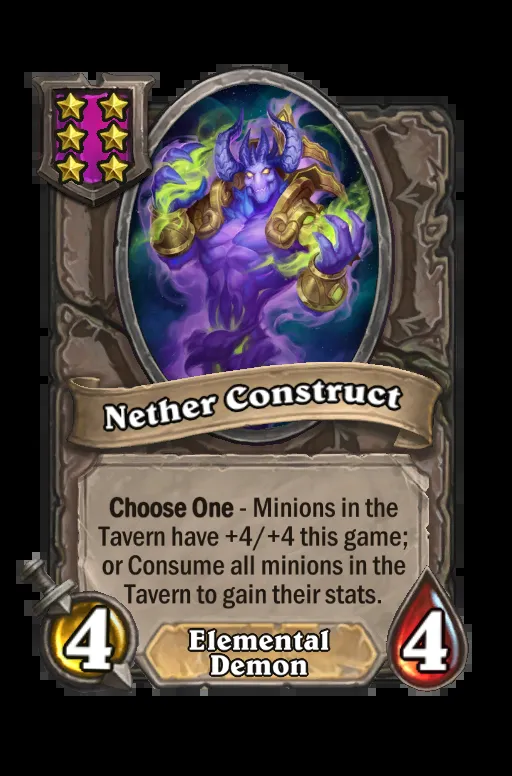 Nether Construct
Choose One - Minions in the
Tavern have +4/+4 this game;
or Consume all minions in the
Tavern to gain their stats.
4
Elemental
Demon
4